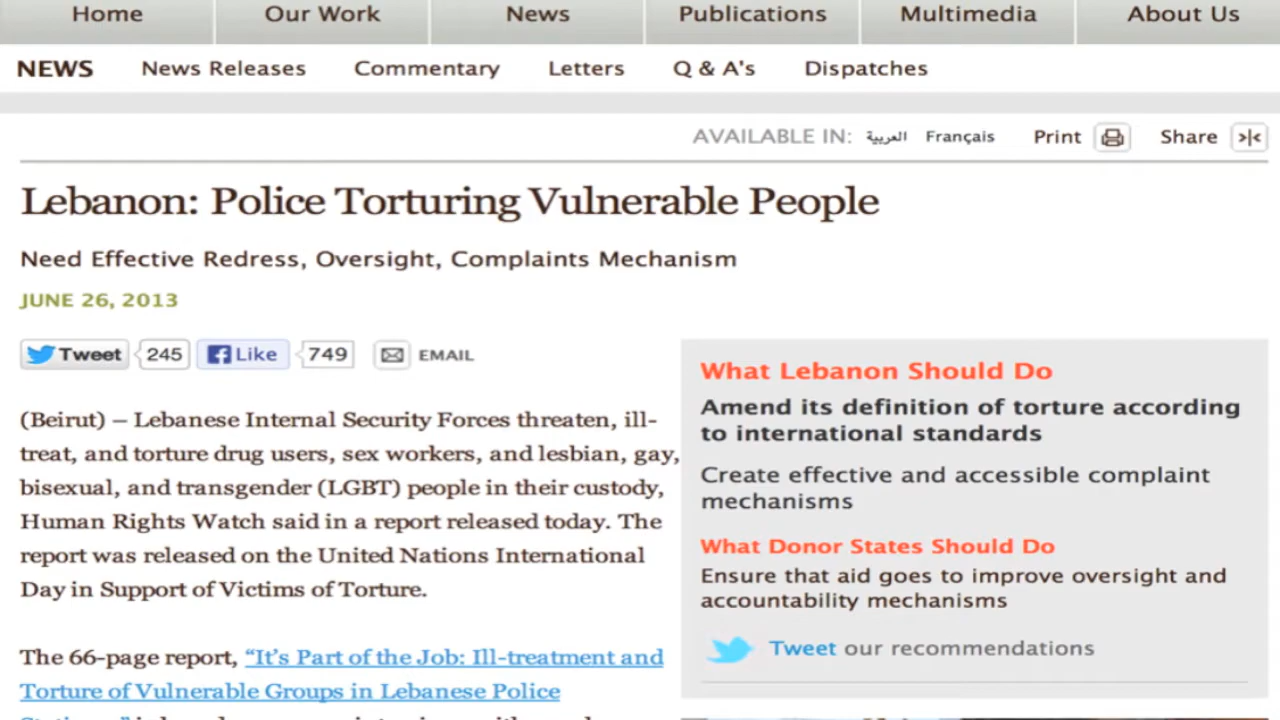 Home Our Work News Publications Multimedia About Us
NEWS News Releases Commentary Letters Q & A's Dispatches
AVAILABLE IN: العربية Français Print Share
Lebanon: Police Torturing Vulnerable People
Need Effective Redress, Oversight, Complaints Mechanism
JUNE 26, 2013
Tweet 245 Like 749 EMAIL
(Beirut) – Lebanese Internal Security Forces threaten, ill-
treat, and torture drug users, sex workers, and lesbian, gay,
bisexual, and transgender (LGBT) people in their custody,
Human Rights Watch said in a report released today. The
report was released on the United Nations International
Day in Support of Victims of Torture.
The 66-page report, “It’s Part of the Job: Ill-treatment and
Torture of Vulnerable Groups in Lebanese Police
What Lebanon Should Do
Amend its definition of torture according
to international standards
Create effective and accessible complaint
mechanisms
What Donor States Should Do
Ensure that aid goes to improve oversight and
accountability mechanisms
Tweet our recommendations